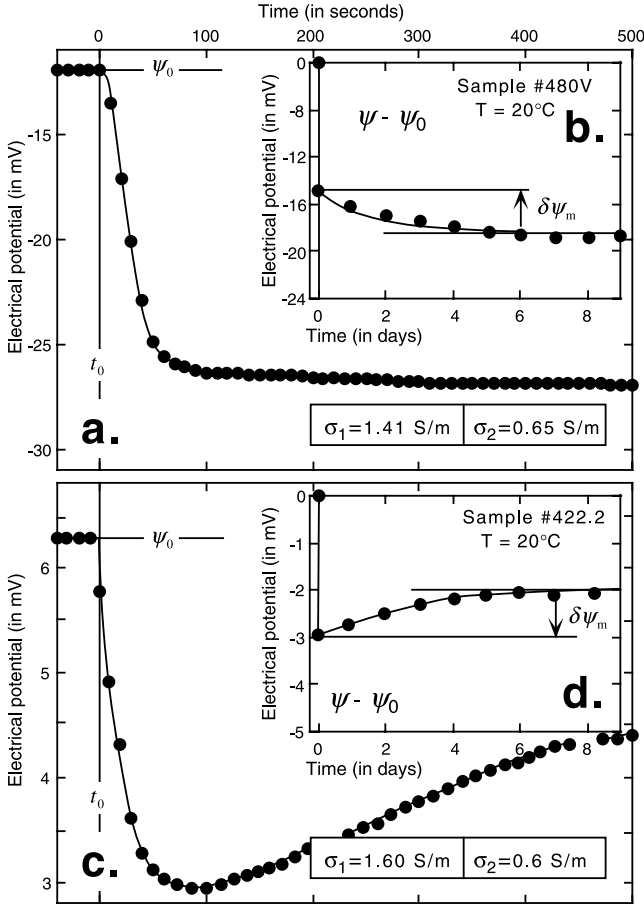 Time (in seconds)
0 100 200 300 400 500
Electrical potential (in mV)
-15
-20
-25
-30
ψ₀
t₀
a.
σ₁=1.41 S/m σ₂=0.65 S/m
Electrical potential (in mV)
0
-4
-8
-12
-16
-20
-24
Sample #480V
T = 20°C
ψ - ψ₀
b.
δψₘ
0 2 4 6 8
Time (in days)
Electrical potential (in mV)
6
5
4
3
ψ₀
t₀
c.
σ₁=1.60 S/m σ₂=0.6 S/m
Electrical potential (in mV)
0
-1
-2
-3
-4
-5
Sample #422.2
T = 20°C
δψₘ
ψ - ψ₀
d.
0 2 4 6 8
Time (in days)